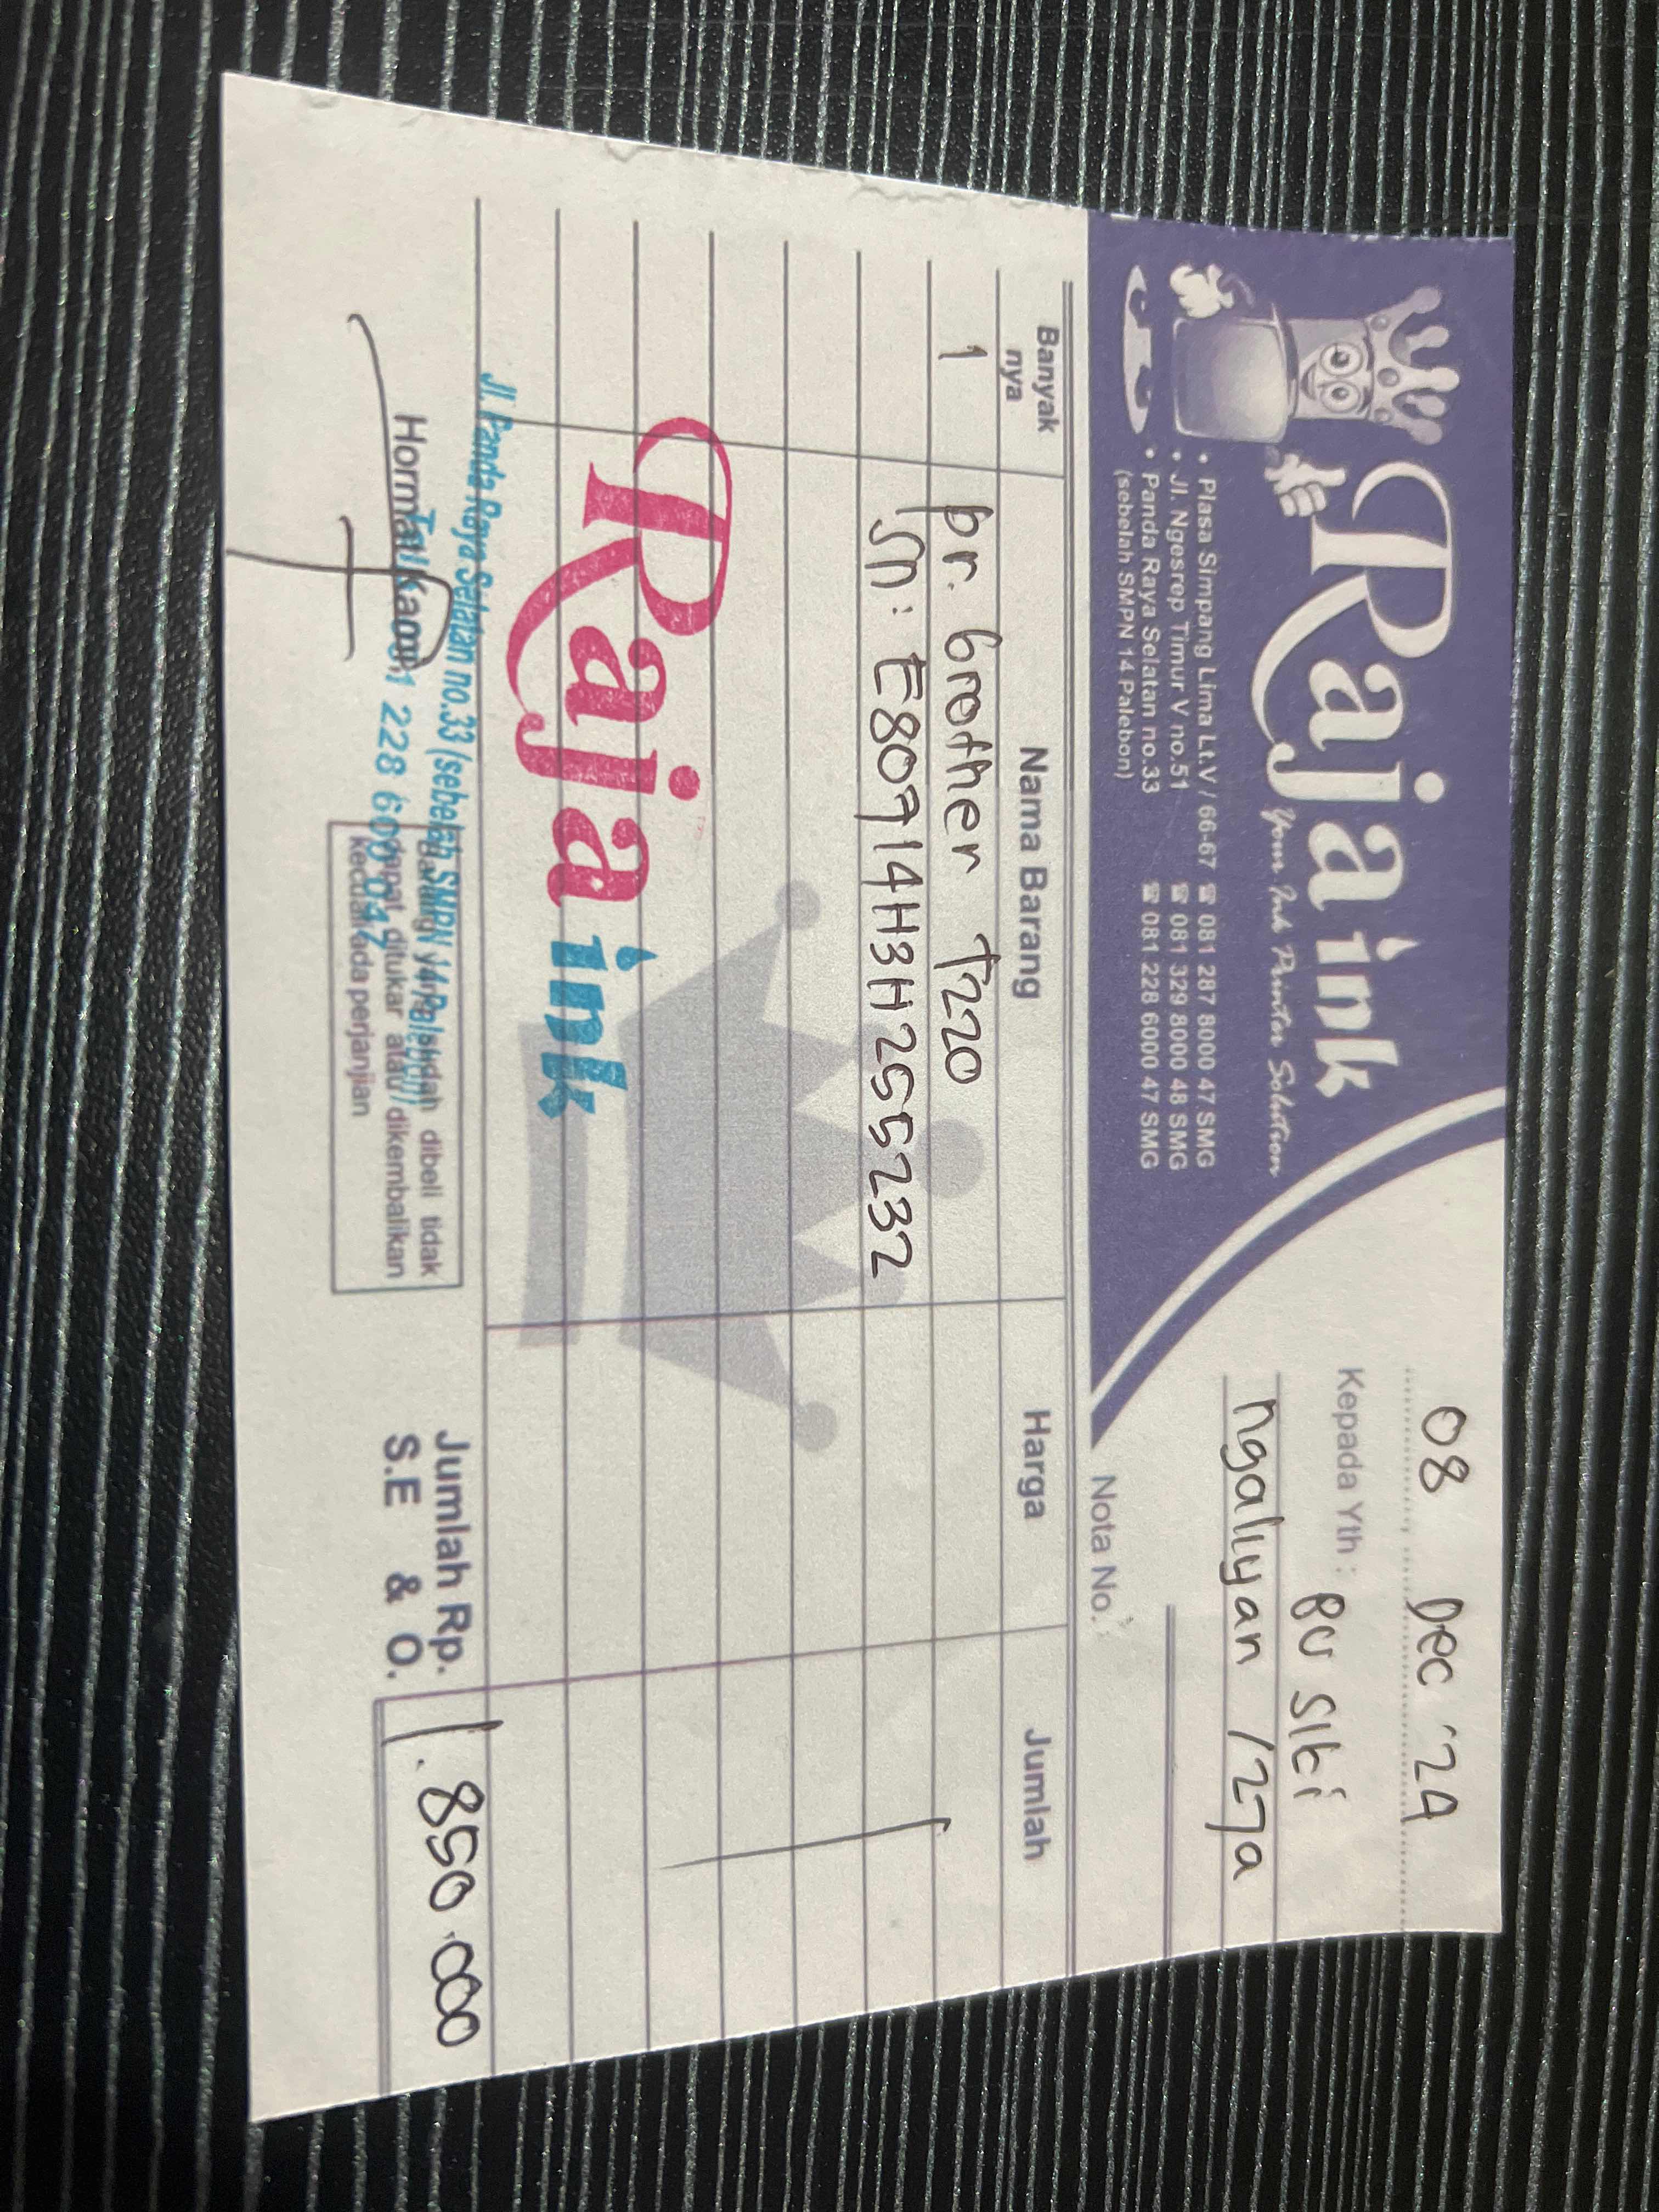 Raja ink
Your Ink Printer Solution
• Plasa Simpang Lima Lt.V / 66-67 ☎ 081 287 8000 47 SMG
• Jl. Ngesrep Timur V no.51 ☎ 081 329 8000 48 SMG
• Panda Raya Selatan no.33 ☎ 081 228 6000 47 SMG
(sebelah SMPN 14 Palebon)
08 Dec '24
Kepada Yth : BU Siti
ngaliyan / 27a
Nota No. :
Banyak nya Nama Barang Harga Jumlah
1 pr. brother T220
SN: E80914H3H255232
Raja ink
Jl. Panda Raya Selatan no.33 (sebelah SMPN 14 Palebon)
081 228 6000 47
Hormat Kami
Barang yang sudah dibeli tidak
dapat ditukar atau dikembalikan
kecuali ada perjanjian
Jumlah Rp. 1.850.000
S.E & O.